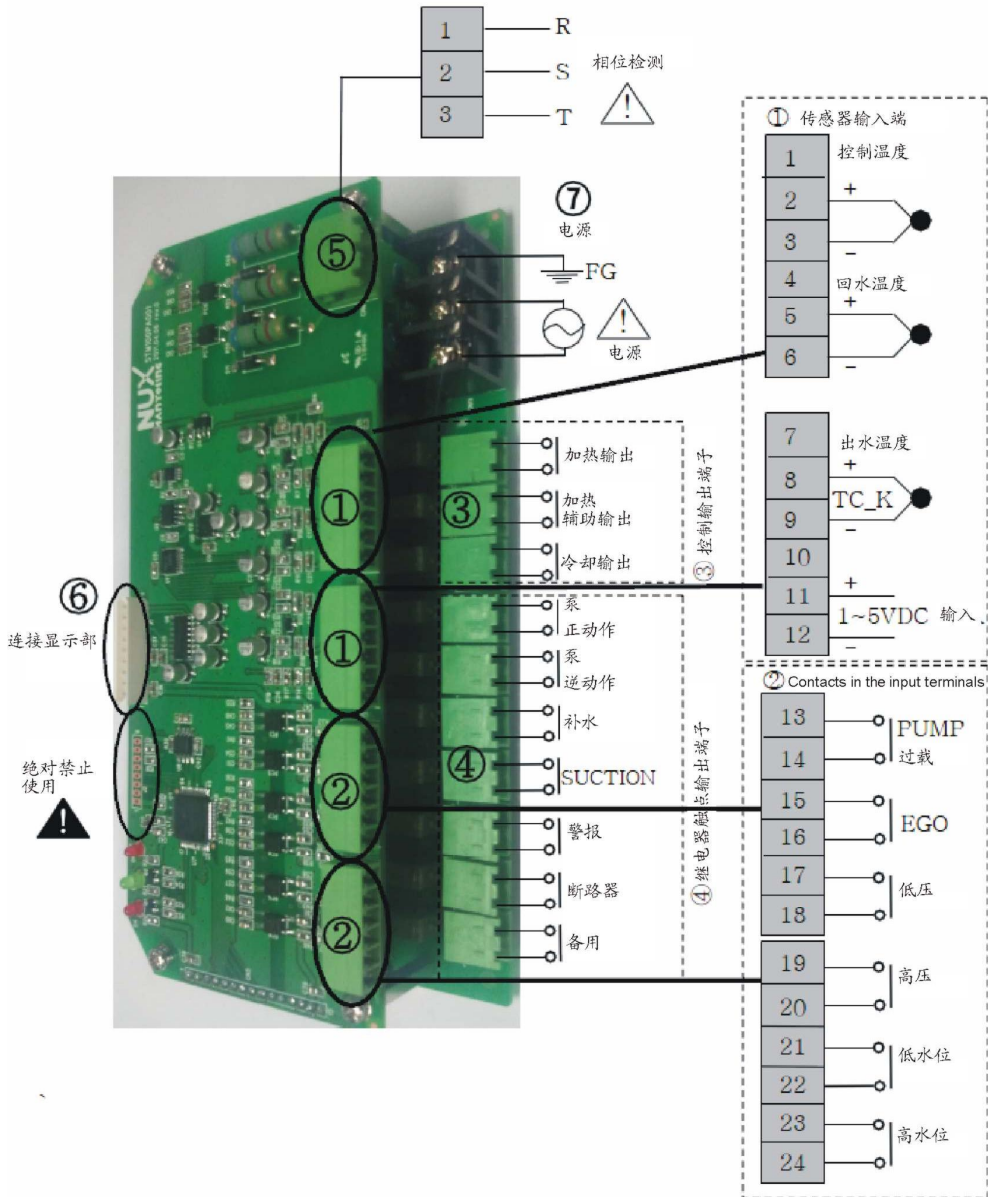 1 R
2 S
3 T
相位检测
!
① 传感器输入端
1 控制温度
2 +
3 −
4 回水温度
5 +
6 −
7 出水温度
8 +
TC_K
9 −
10
11 +
1~5VDC 输入
12 −
② Contacts in the input terminals
13 PUMP
14 过载
15
EGO
16
17
低压
18
19
高压
20
21
低水位
22
23
高水位
24
⑦
电源
FG
!
电源
⑤
NUX
①
①
②
②
③
④
加热输出
加热
辅助输出
冷却输出
③ 控制输出端子
泵
正动作
泵
逆动作
补水
SUCTION
警报
断路器
备用
④ 继电器触点输出端子
⑥
连接显示部
绝对禁止
使用
!